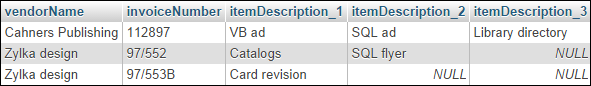 vendorName invoiceNumber itemDescription_1 itemDescription_2 itemDescription_3
Cahners Publishing 112897 VB ad SQL ad Library directory
Zylka design 97/552 Catalogs SQL flyer NULL
Zylka design 97/553B Card revision NULL NULL